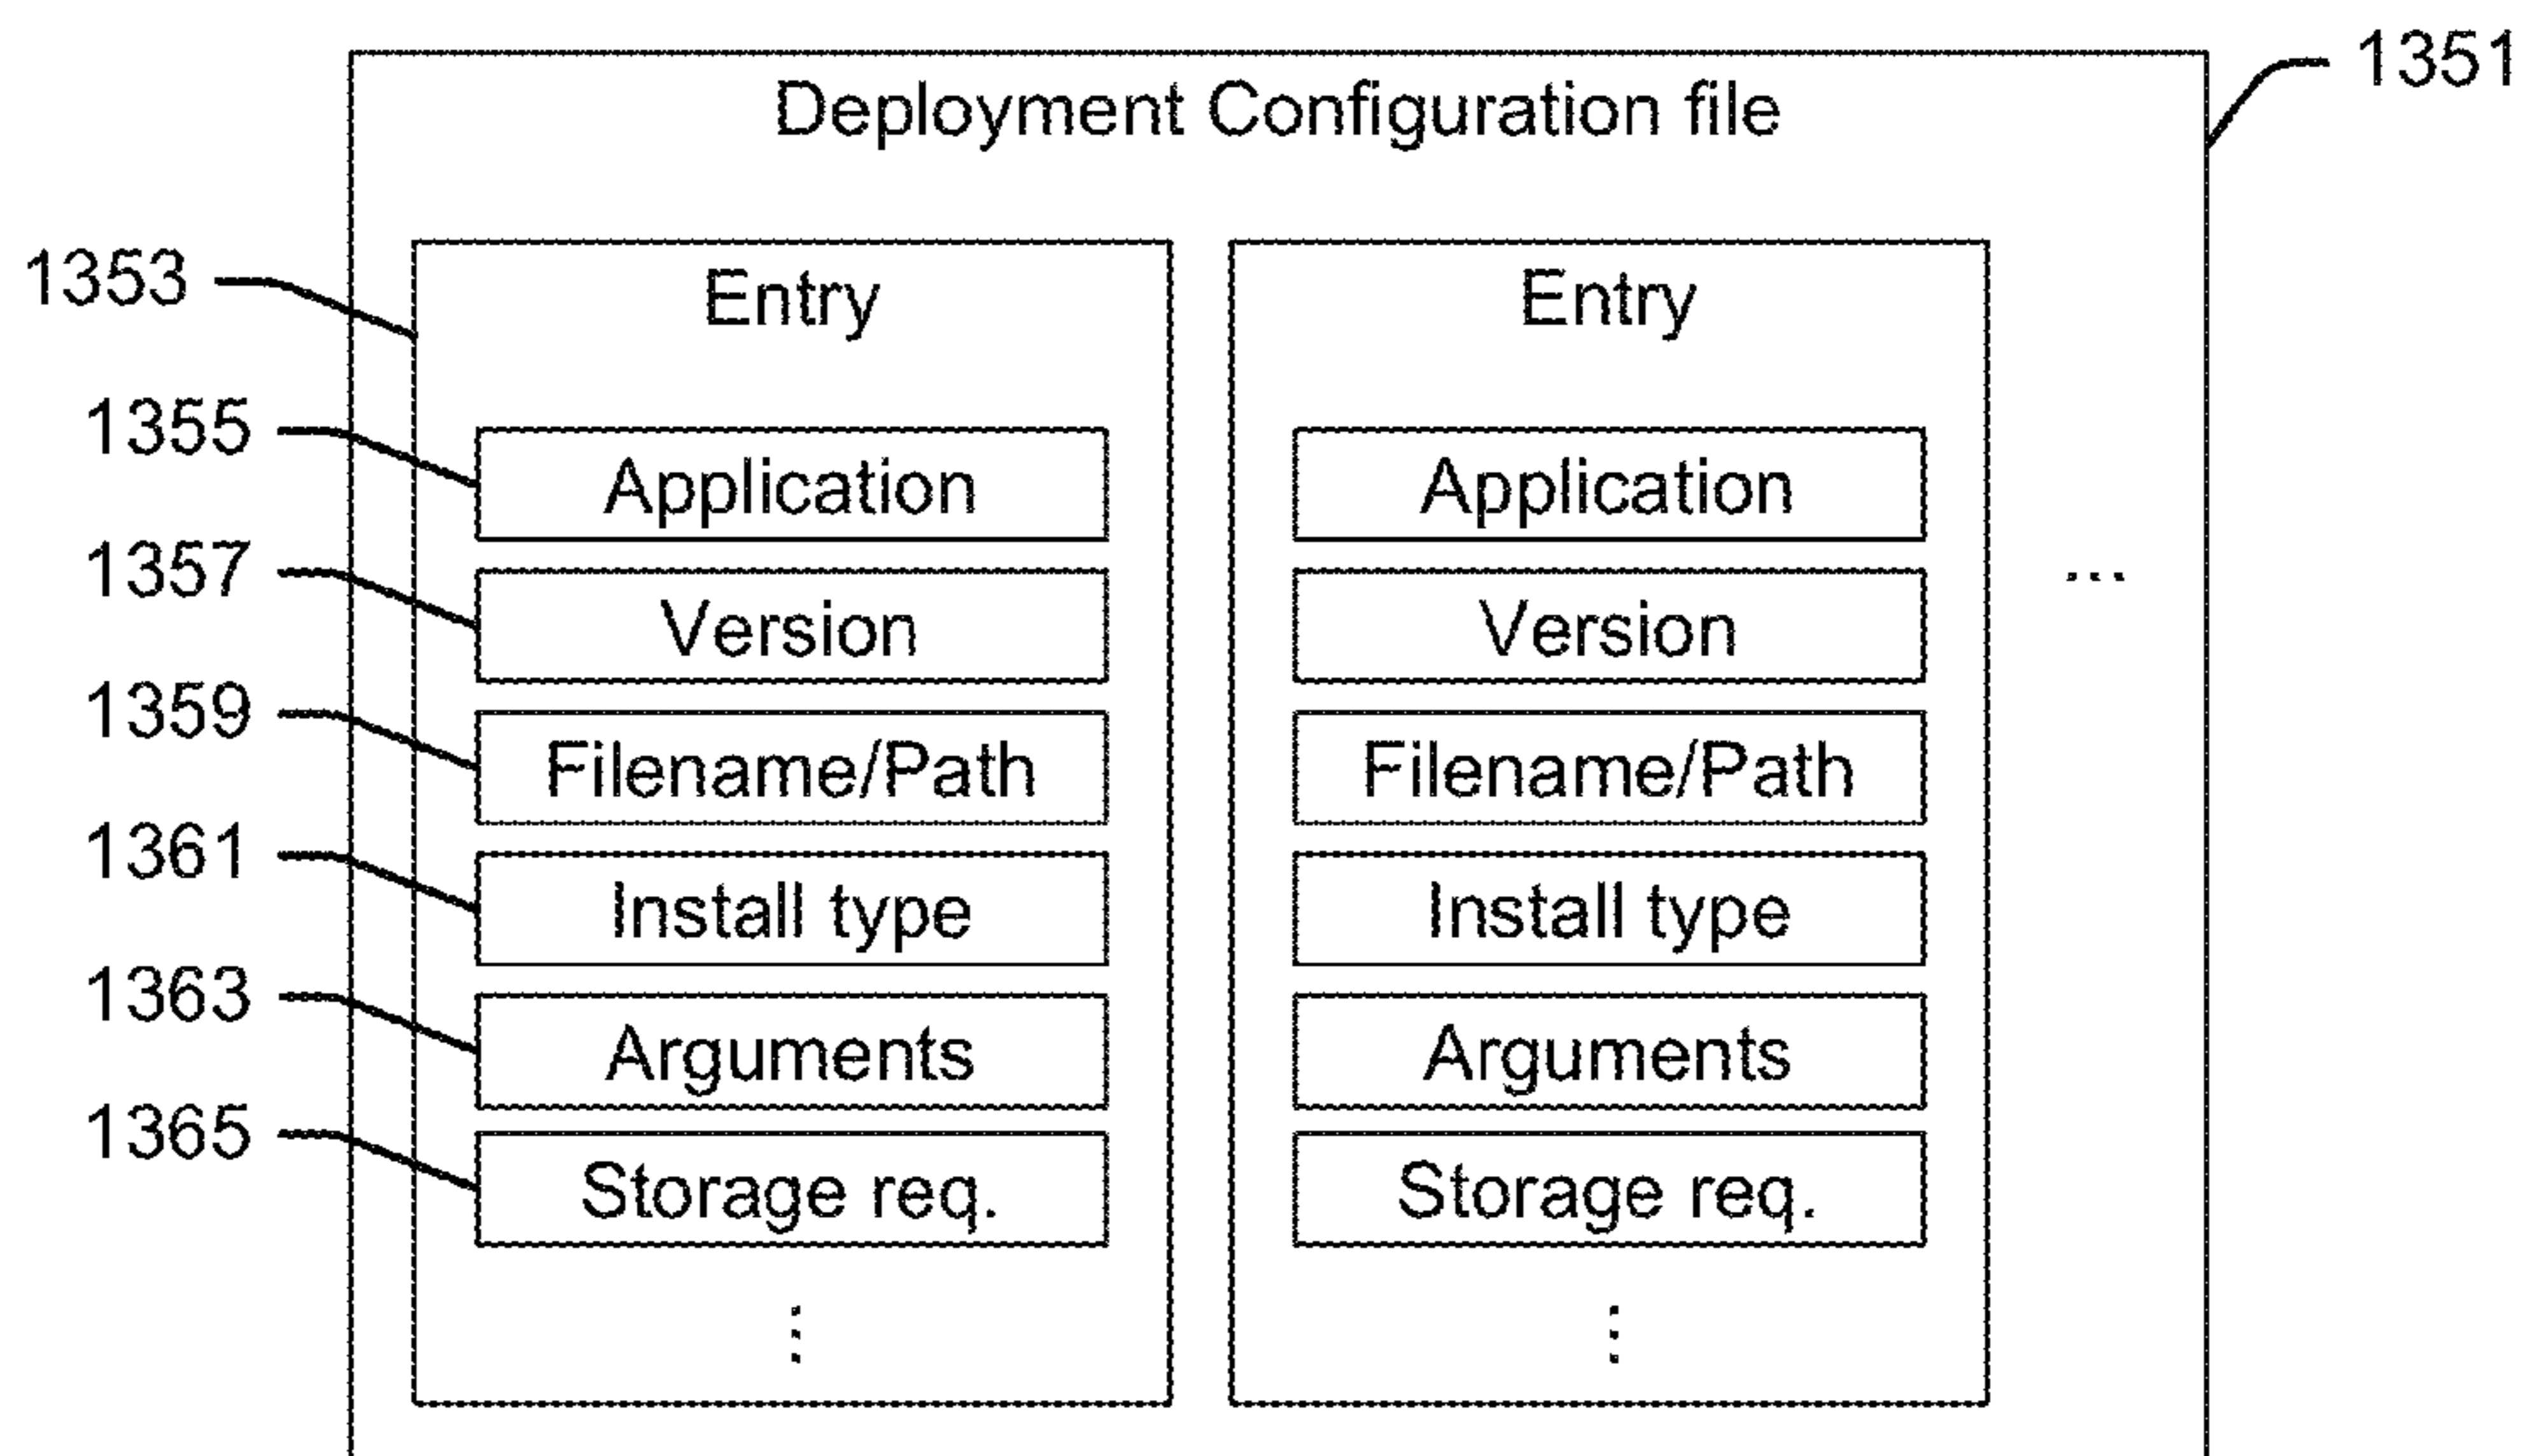 1351
Deployment Configuration file
1353
Entry
Entry
1355
Application
Application
1357
Version
Version
...
1359
Filename/Path
Filename/Path
1361
Install type
Install type
1363
Arguments
Arguments
1365
Storage req.
Storage req.